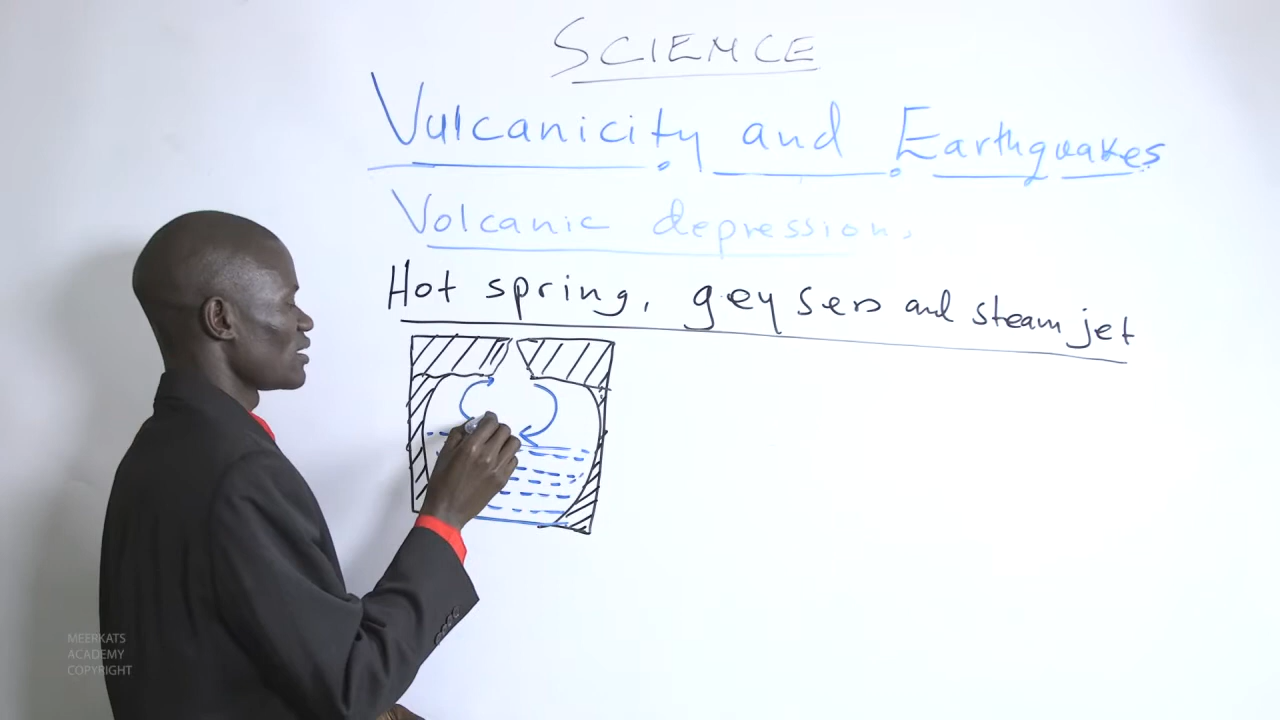 SCIENCE
Vulcanicity and Earthquakes
Volcanic depression,
Hot spring, geysers and steam jet
MEERKATS
ACADEMY
COPYRIGHT